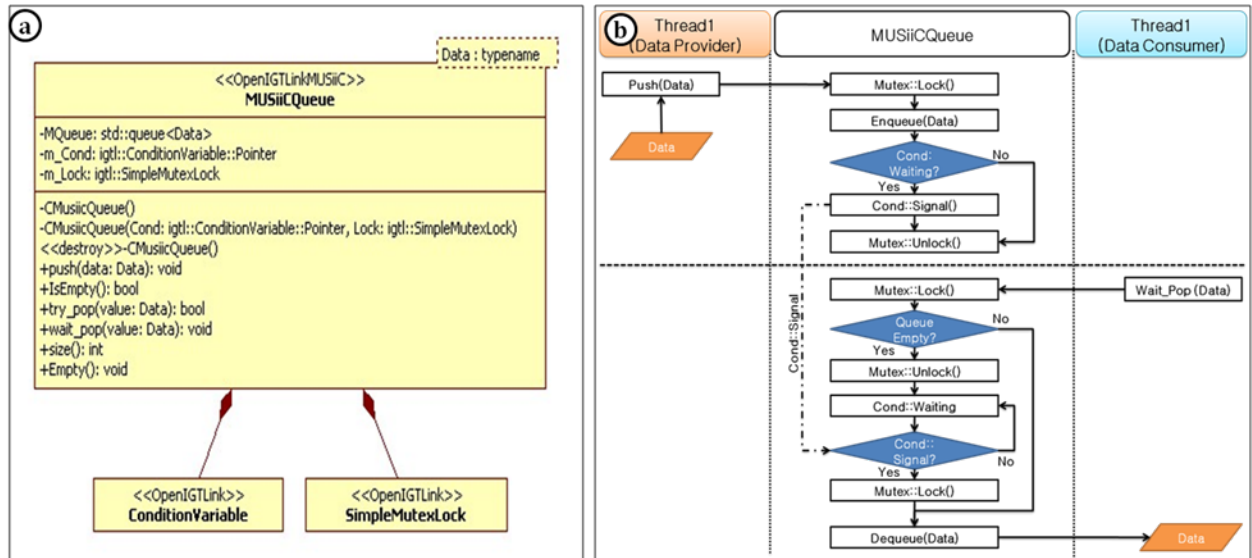 a
Data : typename
<<OpenIGTLinkMUSiiC>>
MUSiiCQueue
-MQueue: std::queue<Data>
-m_Cond: igtl::ConditionVariable::Pointer
-m_Lock: igtl::SimpleMutexLock
-CMusiicQueue()
-CMusiicQueue(Cond: igtl::ConditionVariable::Pointer, Lock: igtl::SimpleMutexLock)
<<destroy>>-CMusiicQueue()
+push(data: Data): void
+IsEmpty(): bool
+try_pop(value: Data): bool
+wait_pop(value: Data): void
+size(): int
+Empty(): void
<<OpenIGTLink>>
ConditionVariable
<<OpenIGTLink>>
SimpleMutexLock
b
Thread1
(Data Provider)
MUSiiCQueue
Thread1
(Data Consumer)
Push(Data)
Data
Mutex::Lock()
Enqueue(Data)
Cond:
Waiting?
No
Yes
Cond::Signal()
Mutex::Unlock()
Cond::Signal
Mutex::Lock()
Wait_Pop (Data)
Queue
Empty?
No
Yes
Mutex::Unlock()
Cond::Waiting
Cond::
Signal?
No
Yes
Mutex::Lock()
Dequeue(Data)
Data